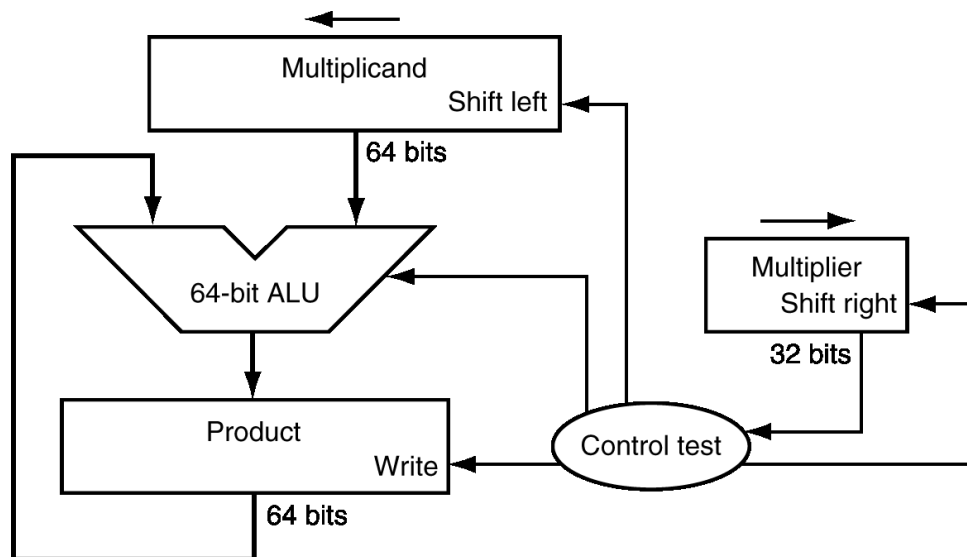 Multiplicand
Shift left
64 bits
64-bit ALU
Multiplier
Shift right
32 bits
Product
Write
Control test
64 bits